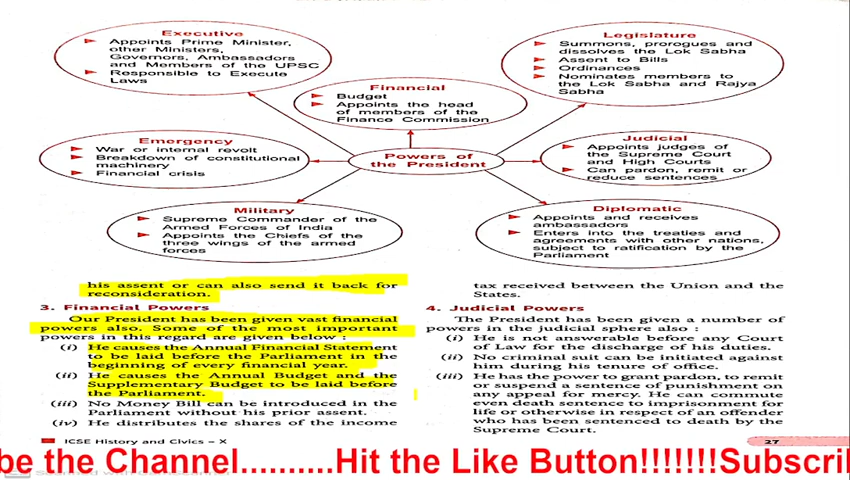 Executive
Appoints Prime Minister,
other Ministers,
Governors, Ambassadors
and Members of the UPSC
Responsible to Execute
Laws
Legislature
Summons, prorogues and
dissolves the Lok Sabha
Assent to Bills
Ordinances
Nominates members to
the Lok Sabha and Rajya
Sabha
Financial
Budget
Appoints the head
of members of the
Finance Commission
Emergency
War or internal revolt
Breakdown of constitutional
machinery
Financial crisis
Powers of
the President
Judicial
Appoints judges of
the Supreme Court
and High Courts
Can pardon, remit or
reduce sentences
Military
Supreme Commander of the
Armed Forces of India
Appoints the Chiefs of the
three wings of the armed
forces
Diplomatic
Appoints and receives
ambassadors
Enters into the treaties and
agreements with other nations,
subject to ratification by the
Parliament
his assent or can also send it back for
reconsideration.
3. Financial Powers
Our President has been given vast financial
powers also. Some of the most important
powers in this regard are given below :
(i) He causes the Annual Financial Statement
to be laid before the Parliament in the
beginning of every financial year.
(ii) He causes the Annual Budget and the
Supplementary Budget to be laid before
the Parliament.
(iii) No Money Bill can be introduced in the
Parliament without his prior assent.
(iv) He distributes the shares of the income
tax received between the Union and the
States.
4. Judicial Powers
The President has been given a number of
powers in the judicial sphere also :
(i) He is not answerable before any Court
of Law for the discharge of his duties.
(ii) No criminal suit can be initiated against
him during his tenure of office.
(iii) He has the power to grant pardon, to remit
or suspend a sentence of punishment on
any appeal for mercy. He can commute
even death sentence to imprisonment for
life or otherwise in respect of an offender
who has been sentenced to death by the
Supreme Court.
ICSE History and Civics – X
27
be the Channel..........Hit the Like Button!!!!!!!Subscri